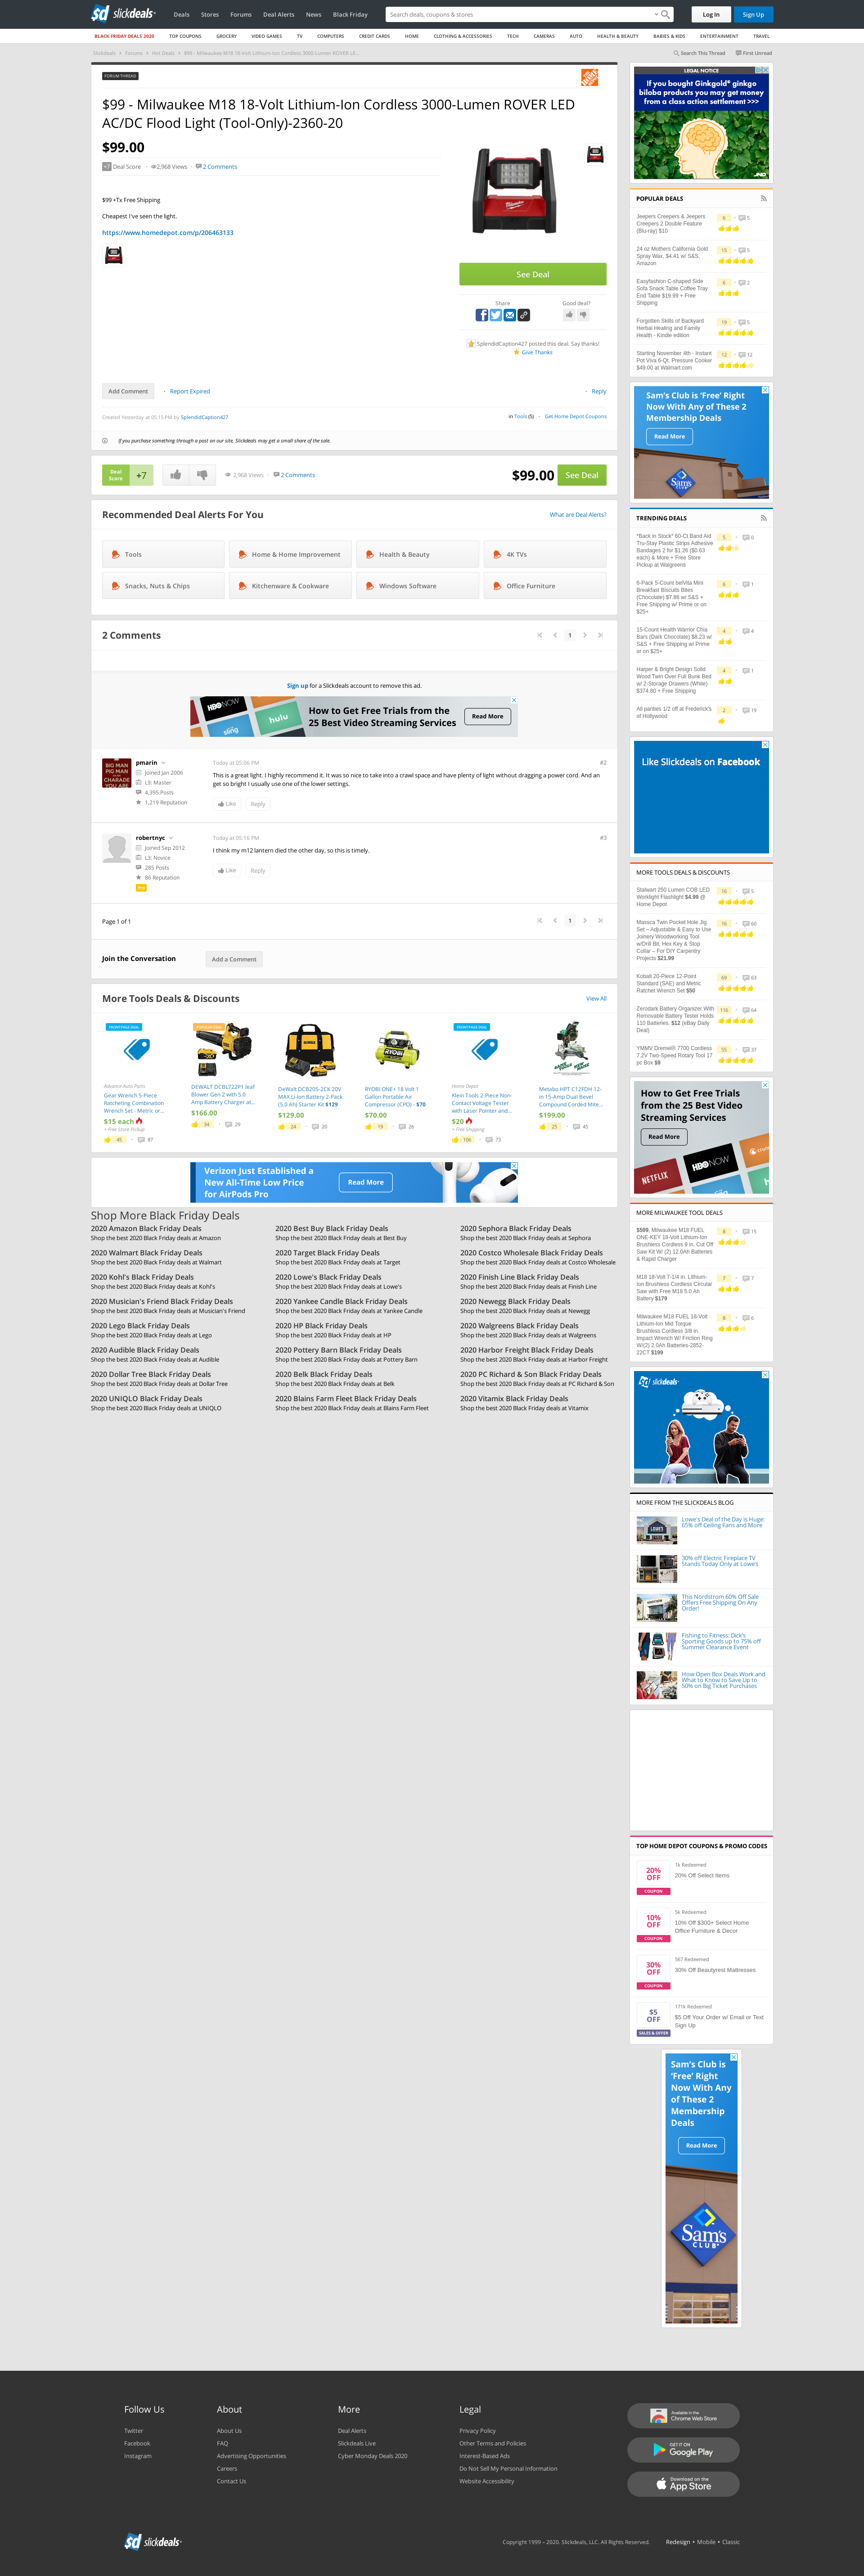 slickdeals
Deals Stores Forums Deal Alerts News Black Friday
Search deals, coupons & stores
Log In Sign Up
BLACK FRIDAY DEALS 2020 TOP COUPONS GROCERY VIDEO GAMES TV COMPUTERS CREDIT CARDS HOME CLOTHING & ACCESSORIES TECH CAMERAS AUTO HEALTH & BEAUTY BABIES & KIDS ENTERTAINMENT TRAVEL
Slickdeals Forums Hot Deals $99 - Milwaukee M18 18-Volt Lithium-Ion Cordless 3000-Lumen ROVER LE...
Search This Thread First Unread
FORUM THREAD
$99 - Milwaukee M18 18-Volt Lithium-Ion Cordless 3000-Lumen ROVER LED
AC/DC Flood Light (Tool-Only)-2360-20
$99.00
+7 Deal Score 2,968 Views 2 Comments
$99 +Tx Free Shipping
Cheapest I've seen the light.
https://www.homedepot.com/p/206463133
See Deal
Share Good deal?
SplendidCaption427 posted this deal. Say thanks!
Give Thanks
Add Comment Report Expired Reply
Created Yesterday at 05:15 PM by SplendidCaption427
in Tools (5) Get Home Depot Coupons
If you purchase something through a post on our site, Slickdeals may get a small share of the sale.
Deal Score +7 2,968 Views 2 Comments $99.00 See Deal
Recommended Deal Alerts For You What are Deal Alerts?
Tools Home & Home Improvement Health & Beauty 4K TVs
Snacks, Nuts & Chips Kitchenware & Cookware Windows Software Office Furniture
2 Comments 1
Sign up for a Slickdeals account to remove this ad.
HBO NOW
hulu
sling
How to Get Free Trials from the
25 Best Video Streaming Services
Read More
pmarin
Joined Jan 2006
L9: Master
4,395 Posts
1,219 Reputation
Today at 05:06 PM #2
This is a great light. I highly recommend it. It was so nice to take into a crawl space and have plenty of light without dragging a power cord. And an
get so bright I usually use one of the lower settings.
Like Reply
robertnyc
Joined Sep 2012
L3: Novice
285 Posts
86 Reputation
Pro
Today at 05:16 PM #3
I think my m12 lantern died the other day, so this is timely.
Like Reply
Page 1 of 1 1
Join the Conversation Add a Comment
More Tools Deals & Discounts View All
FRONTPAGE DEAL
Advance Auto Parts
Gear Wrench 5-Piece
Ratcheting Combination
Wrench Set - Metric or...
$15 each
+ Free Store Pickup
45 87
POPULAR DEAL
DEWALT DCBL722P1 leaf
Blower Gen 2 with 5.0
Amp Battery Charger at...
$166.00
34 29
DeWalt DCB205-2CK 20V
MAX Li-Ion Battery 2-Pack
(5.0 Ah) Starter Kit $129
$129.00
24 20
RYOBI ONE+ 18 Volt 1
Gallon Portable Air
Compressor (CPO) - $70
$70.00
19 26
FRONTPAGE DEAL
Home Depot
Klein Tools 2-Piece Non-
Contact Voltage Tester
with Laser Pointer and...
$20
+ Free Shipping
106 73
Metabo HPT C12FDH 12-
in 15-Amp Dual Bevel
Compound Corded Mite...
$199.00
25 45
Verizon Just Established a
New All-Time Low Price
for AirPods Pro
Read More
Shop More Black Friday Deals
2020 Amazon Black Friday Deals
Shop the best 2020 Black Friday deals at Amazon
2020 Best Buy Black Friday Deals
Shop the best 2020 Black Friday deals at Best Buy
2020 Sephora Black Friday Deals
Shop the best 2020 Black Friday deals at Sephora
2020 Walmart Black Friday Deals
Shop the best 2020 Black Friday deals at Walmart
2020 Target Black Friday Deals
Shop the best 2020 Black Friday deals at Target
2020 Costco Wholesale Black Friday Deals
Shop the best 2020 Black Friday deals at Costco Wholesale
2020 Kohl's Black Friday Deals
Shop the best 2020 Black Friday deals at Kohl's
2020 Lowe's Black Friday Deals
Shop the best 2020 Black Friday deals at Lowe's
2020 Finish Line Black Friday Deals
Shop the best 2020 Black Friday deals at Finish Line
2020 Musician's Friend Black Friday Deals
Shop the best 2020 Black Friday deals at Musician's Friend
2020 Yankee Candle Black Friday Deals
Shop the best 2020 Black Friday deals at Yankee Candle
2020 Newegg Black Friday Deals
Shop the best 2020 Black Friday deals at Newegg
2020 Lego Black Friday Deals
Shop the best 2020 Black Friday deals at Lego
2020 HP Black Friday Deals
Shop the best 2020 Black Friday deals at HP
2020 Walgreens Black Friday Deals
Shop the best 2020 Black Friday deals at Walgreens
2020 Audible Black Friday Deals
Shop the best 2020 Black Friday deals at Audible
2020 Pottery Barn Black Friday Deals
Shop the best 2020 Black Friday deals at Pottery Barn
2020 Harbor Freight Black Friday Deals
Shop the best 2020 Black Friday deals at Harbor Freight
2020 Dollar Tree Black Friday Deals
Shop the best 2020 Black Friday deals at Dollar Tree
2020 Belk Black Friday Deals
Shop the best 2020 Black Friday deals at Belk
2020 PC Richard & Son Black Friday Deals
Shop the best 2020 Black Friday deals at PC Richard & Son
2020 UNIQLO Black Friday Deals
Shop the best 2020 Black Friday deals at UNIQLO
2020 Blains Farm Fleet Black Friday Deals
Shop the best 2020 Black Friday deals at Blains Farm Fleet
2020 Vitamix Black Friday Deals
Shop the best 2020 Black Friday deals at Vitamix
LEGAL NOTICE
If you bought Ginkgold® ginkgo
biloba products you may get money
from a class action settlement >>>
JND
POPULAR DEALS
Jeepers Creepers & Jeepers
Creepers 2 Double Feature
(Blu-ray) $10
6 5
24 oz Mothers California Gold
Spray Wax, $4.41 w/ S&S,
Amazon
15 5
Easyfashion C-shaped Side
Sofa Snack Table Coffee Tray
End Table $19.99 + Free
Shipping
6 2
Forgotten Skills of Backyard
Herbal Healing and Family
Health - Kindle edition
19 5
Starting November 4th - Instant
Pot Viva 6-Qt. Pressure Cooker
$49.00 at Walmart.com
12 12
Sam's Club is 'Free' Right
Now With Any of These 2
Membership Deals
Read More
Sam's CLUB
TRENDING DEALS
*Back in Stock* 60-Ct Band Aid
Tru-Stay Plastic Strips Adhesive
Bandages 2 for $1.26 ($0.63
each) & More + Free Store
Pickup at Walgreens
5 0
6-Pack 5-Count belVita Mini
Breakfast Biscuits Bites
(Chocolate) $7.86 w/ S&S +
Free Shipping w/ Prime or on
$25+
6 1
15-Count Health Warrior Chia
Bars (Dark Chocolate) $8.23 w/
S&S + Free Shipping w/ Prime
or on $25+
4 4
Harper & Bright Design Solid
Wood Twin Over Full Bunk Bed
w/ 2-Storage Drawers (White)
$374.80 + Free Shipping
4 1
All panties 1/2 off at Frederick's
of Hollywood
2 19
Like Slickdeals on Facebook
MORE TOOLS DEALS & DISCOUNTS
Stalwart 250 Lumen COB LED
Worklight Flashlight $4.99 @
Home Depot
16 5
Massca Twin Pocket Hole Jig
Set – Adjustable & Easy to Use
Joinery Woodworking Tool
w/Drill Bit, Hex Key & Stop
Collar – For DIY Carpentry
Projects $21.99
16 60
Kobalt 20-Piece 12-Point
Standard (SAE) and Metric
Ratchet Wrench Set $50
69 63
Zerodark Battery Organizer With
Removable Battery Tester Holds
110 Batteries. $12 (eBay Daily
Deal)
116 64
YMMV Dremel® 7700 Cordless
7.2V Two-Speed Rotary Tool 17
pc Box $9
55 37
How to Get Free Trials
from the 25 Best Video
Streaming Services
Read More
NETFLIX
HBO NOW
MORE MILWAUKEE TOOL DEALS
$589, Milwaukee M18 FUEL
ONE-KEY 18-Volt Lithium-Ion
Brushless Cordless 9 in. Cut Off
Saw Kit W/ (2) 12.0Ah Batteries
& Rapid Charger
8 15
M18 18-Volt 7-1/4 in. Lithium-
Ion Brushless Cordless Circular
Saw with Free M18 5.0 Ah
Battery $179
7 7
Milwaukee M18 FUEL 18-Volt
Lithium-Ion Mid Torque
Brushless Cordless 3/8 in.
Impact Wrench W/ Friction Ring
W/(2) 2.0Ah Batteries-2852-
22CT $199
8 6
slickdeals
MORE FROM THE SLICKDEALS BLOG
Lowe's Deal of the Day is Huge:
65% off Ceiling Fans and More
30% off Electric Fireplace TV
Stands Today Only at Lowe's
This Nordstrom 60% Off Sale
Offers Free Shipping On Any
Order!
Fishing to Fitness: Dick's
Sporting Goods up to 75% off
Summer Clearance Event
How Open Box Deals Work and
What to Know to Save Up to
50% on Big Ticket Purchases
TOP HOME DEPOT COUPONS & PROMO CODES
20% OFF COUPON
1k Redeemed
20% Off Select Items
10% OFF COUPON
5k Redeemed
10% Off $300+ Select Home
Office Furniture & Decor
30% OFF COUPON
567 Redeemed
30% Off Beautyrest Mattresses
$5 OFF SALES & OFFER
171k Redeemed
$5 Off Your Order w/ Email or Text
Sign Up
Sam's Club is
'Free' Right
Now With Any
of These 2
Membership
Deals
Read More
Sam's CLUB
Follow Us
Twitter
Facebook
Instagram
About
About Us
FAQ
Advertising Opportunities
Careers
Contact Us
More
Deal Alerts
Slickdeals Live
Cyber Monday Deals 2020
Legal
Privacy Policy
Other Terms and Policies
Interest-Based Ads
Do Not Sell My Personal Information
Website Accessibility
Available in the
Chrome Web Store
GET IT ON
Google Play
Download on the
App Store
slickdeals
Copyright 1999 – 2020. Slickdeals, LLC. All Rights Reserved. Redesign • Mobile • Classic